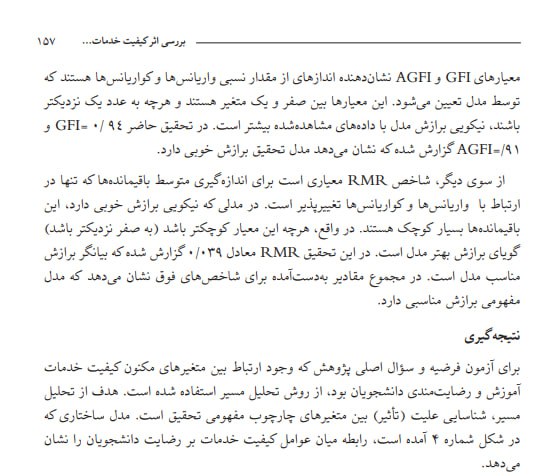 بررسی اثر کیفیت خدمات... ۱۵۷
معیارهای GFI و AGFI نشان‌دهنده اندازهای از مقدار نسبی واریانس‌ها و کواریانس‌ها هستند که
توسط مدل تعیین می‌شود. این معیارها بین صفر و یک متغیر هستند و هرچه به عدد یک نزدیکتر
باشند، نیکویی برازش مدل با داده‌های مشاهده‌شده بیشتر است. در تحقیق حاضر GFI= ۰/ ۹٤ و
AGFI=/۹۱ گزارش شده که نشان می‌دهد مدل تحقیق برازش خوبی دارد.
از سوی دیگر، شاخص RMR معیاری است برای اندازه‌گیری متوسط باقیمانده‌ها که تنها در
ارتباط با واریانس‌ها و کواریانس‌ها تغییرپذیر است. در مدلی که نیکویی برازش خوبی دارد، این
باقیمانده‌ها بسیار کوچک هستند. در واقع، هرچه این معیار کوچکتر باشد (به صفر نزدیکتر باشد)
گویای برازش بهتر مدل است. در این تحقیق RMR معادل ۰/۰۳۹ گزارش شده که بیانگر برازش
مناسب مدل است. در مجموع مقادیر به‌دست‌آمده برای شاخص‌های فوق نشان می‌دهد که مدل
مفهومی برازش مناسبی دارد.
نتیجه‌گیری
برای آزمون فرضیه و سؤال اصلی پژوهش که وجود ارتباط بین متغیرهای مکنون کیفیت خدمات
آموزش و رضایت‌مندی دانشجویان بود، از روش تحلیل مسیر استفاده شده است. هدف از تحلیل
مسیر، شناسایی علیت (تأثیر) بین متغیرهای چارچوب مفهومی تحقیق است. مدل ساختاری که
در شکل شماره ۴ آمده است، رابطه میان عوامل کیفیت خدمات بر رضایت دانشجویان را نشان
می‌دهد.